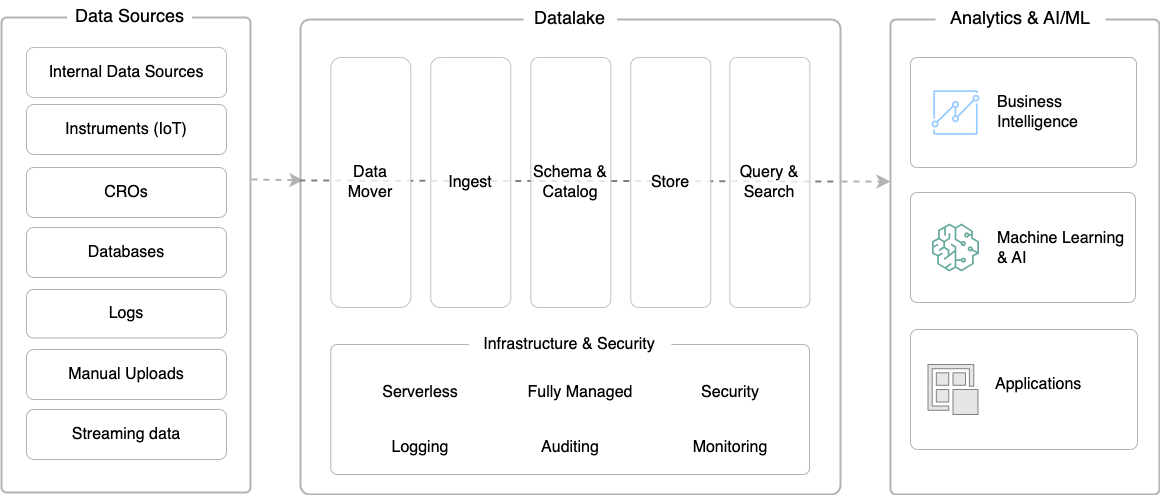 Data Sources
Internal Data Sources
Instruments (IoT)
CROs
Databases
Logs
Manual Uploads
Streaming data
Datalake
Data
Mover
Ingest
Schema &
Catalog
Store
Query &
Search
Infrastructure & Security
Serverless
Fully Managed
Security
Logging
Auditing
Monitoring
Analytics & AI/ML
Business
Intelligence
Machine Learning
& AI
Applications